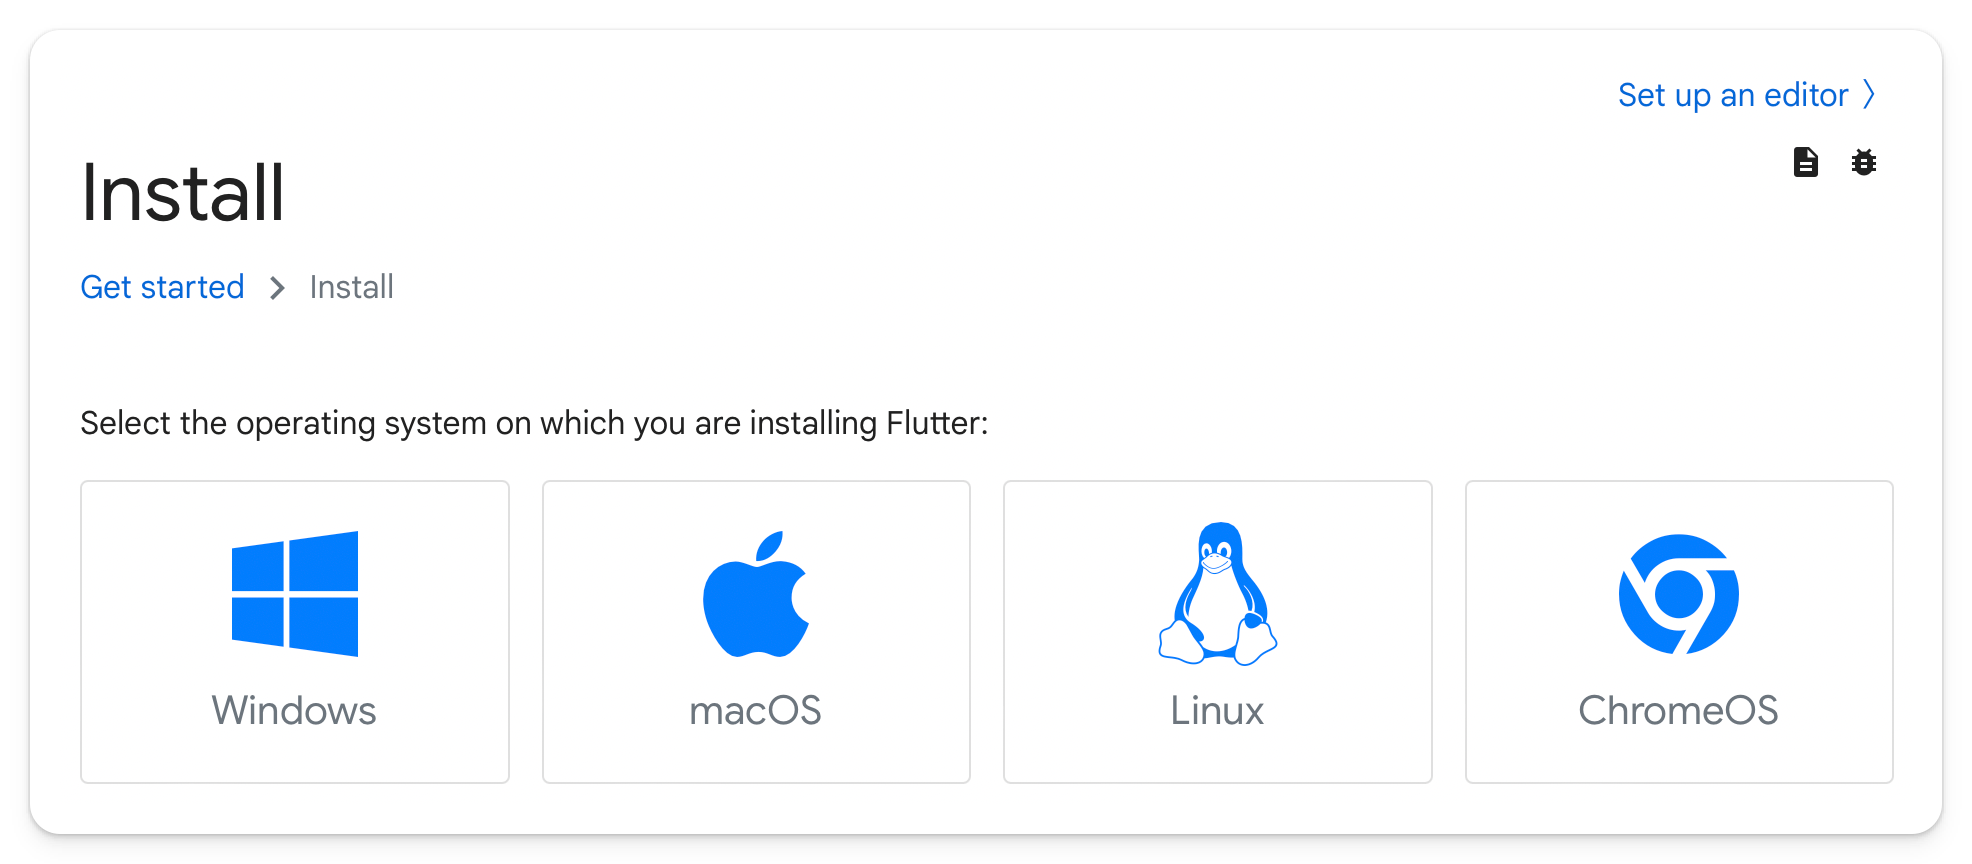 Set up an editor 〉
Install
Get started > Install
Select the operating system on which you are installing Flutter:
Windows
macOS
Linux
ChromeOS